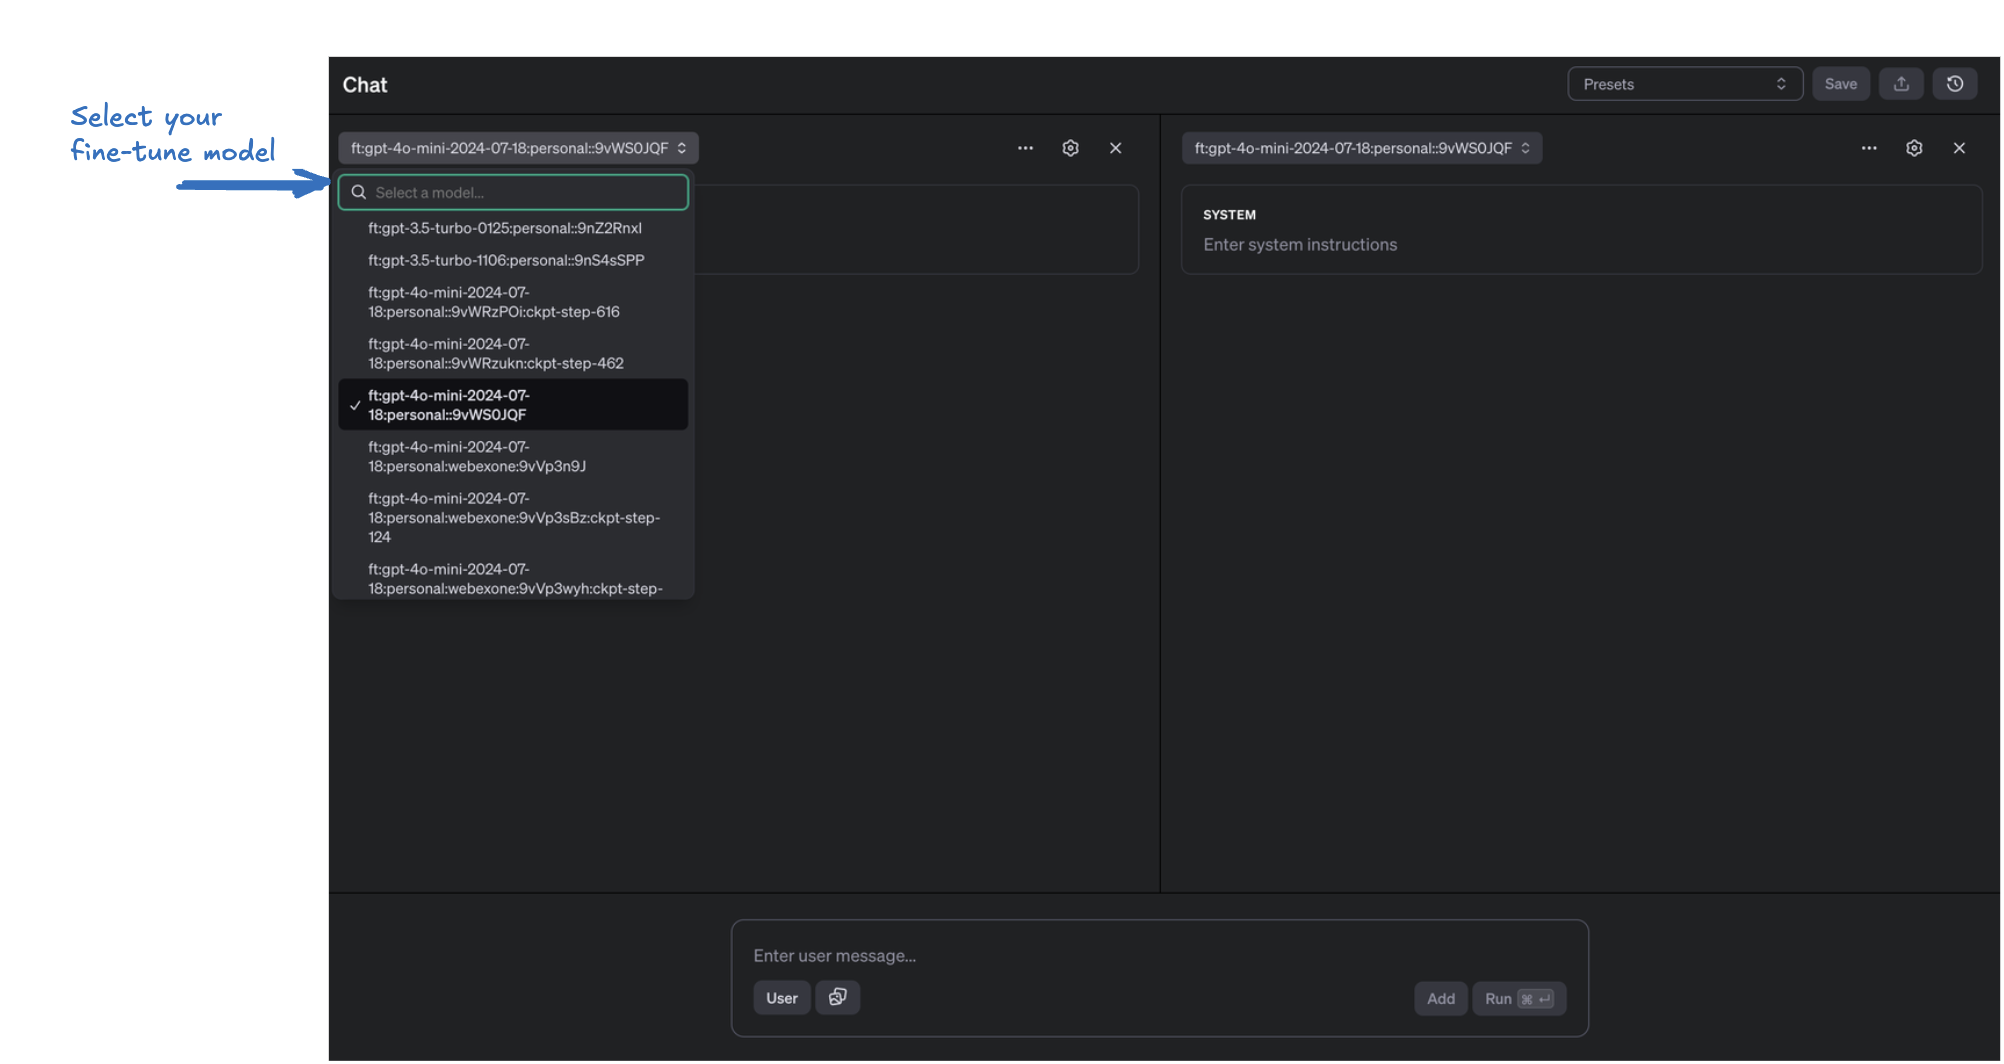 Select your
fine-tune model
Chat
Presets
Save
ft:gpt-4o-mini-2024-07-18:personal::9vWS0JQF
Select a model...
ft:gpt-3.5-turbo-0125:personal::9nZ2RnxI
ft:gpt-3.5-turbo-1106:personal::9nS4sSPP
ft:gpt-4o-mini-2024-07-
18:personal::9vWRzPOi:ckpt-step-616
ft:gpt-4o-mini-2024-07-
18:personal::9vWRzukn:ckpt-step-462
ft:gpt-4o-mini-2024-07-
18:personal::9vWS0JQF
ft:gpt-4o-mini-2024-07-
18:personal:webexone:9vVp3n9J
ft:gpt-4o-mini-2024-07-
18:personal:webexone:9vVp3sBz:ckpt-step-
124
ft:gpt-4o-mini-2024-07-
18:personal:webexone:9vVp3wyh:ckpt-step-
ft:gpt-4o-mini-2024-07-18:personal::9vWS0JQF
SYSTEM
Enter system instructions
Enter user message...
User
Add
Run ⌘ ↵